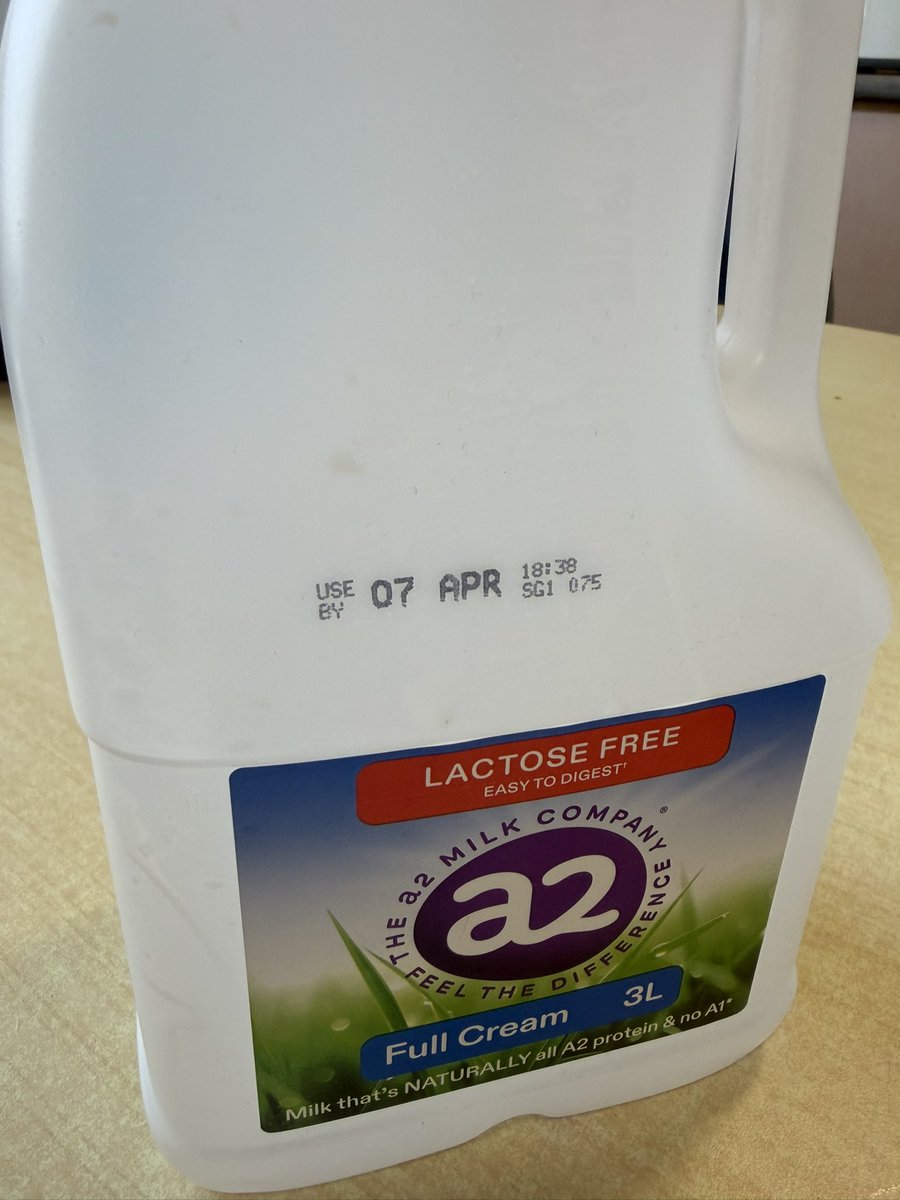 USE BY 07 APR 18:38
SG1 075
LACTOSE FREE
EASY TO DIGEST†
THE a2 MILK COMPANY®
a2
FEEL THE DIFFERENCE
Full Cream 3L
Milk that's NATURALLY all A2 protein & no A1*